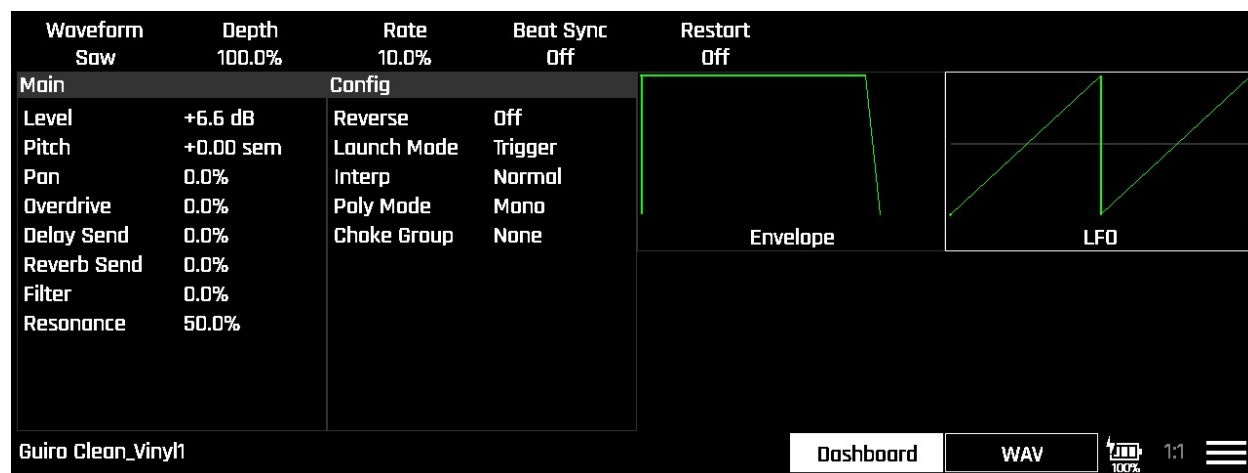 Waveform Depth Rate Beat Sync Restart
Saw 100.0% 10.0% Off Off
Main Config
Level +6.6 dB Reverse Off
Pitch +0.00 sem Launch Mode Trigger
Pan 0.0% Interp Normal
Overdrive 0.0% Poly Mode Mono
Delay Send 0.0% Choke Group None
Envelope LFO
Reverb Send 0.0%
Filter 0.0%
Resonance 50.0%
Guiro Clean_Vinyl1 Dashboard WAV 100% 1:1